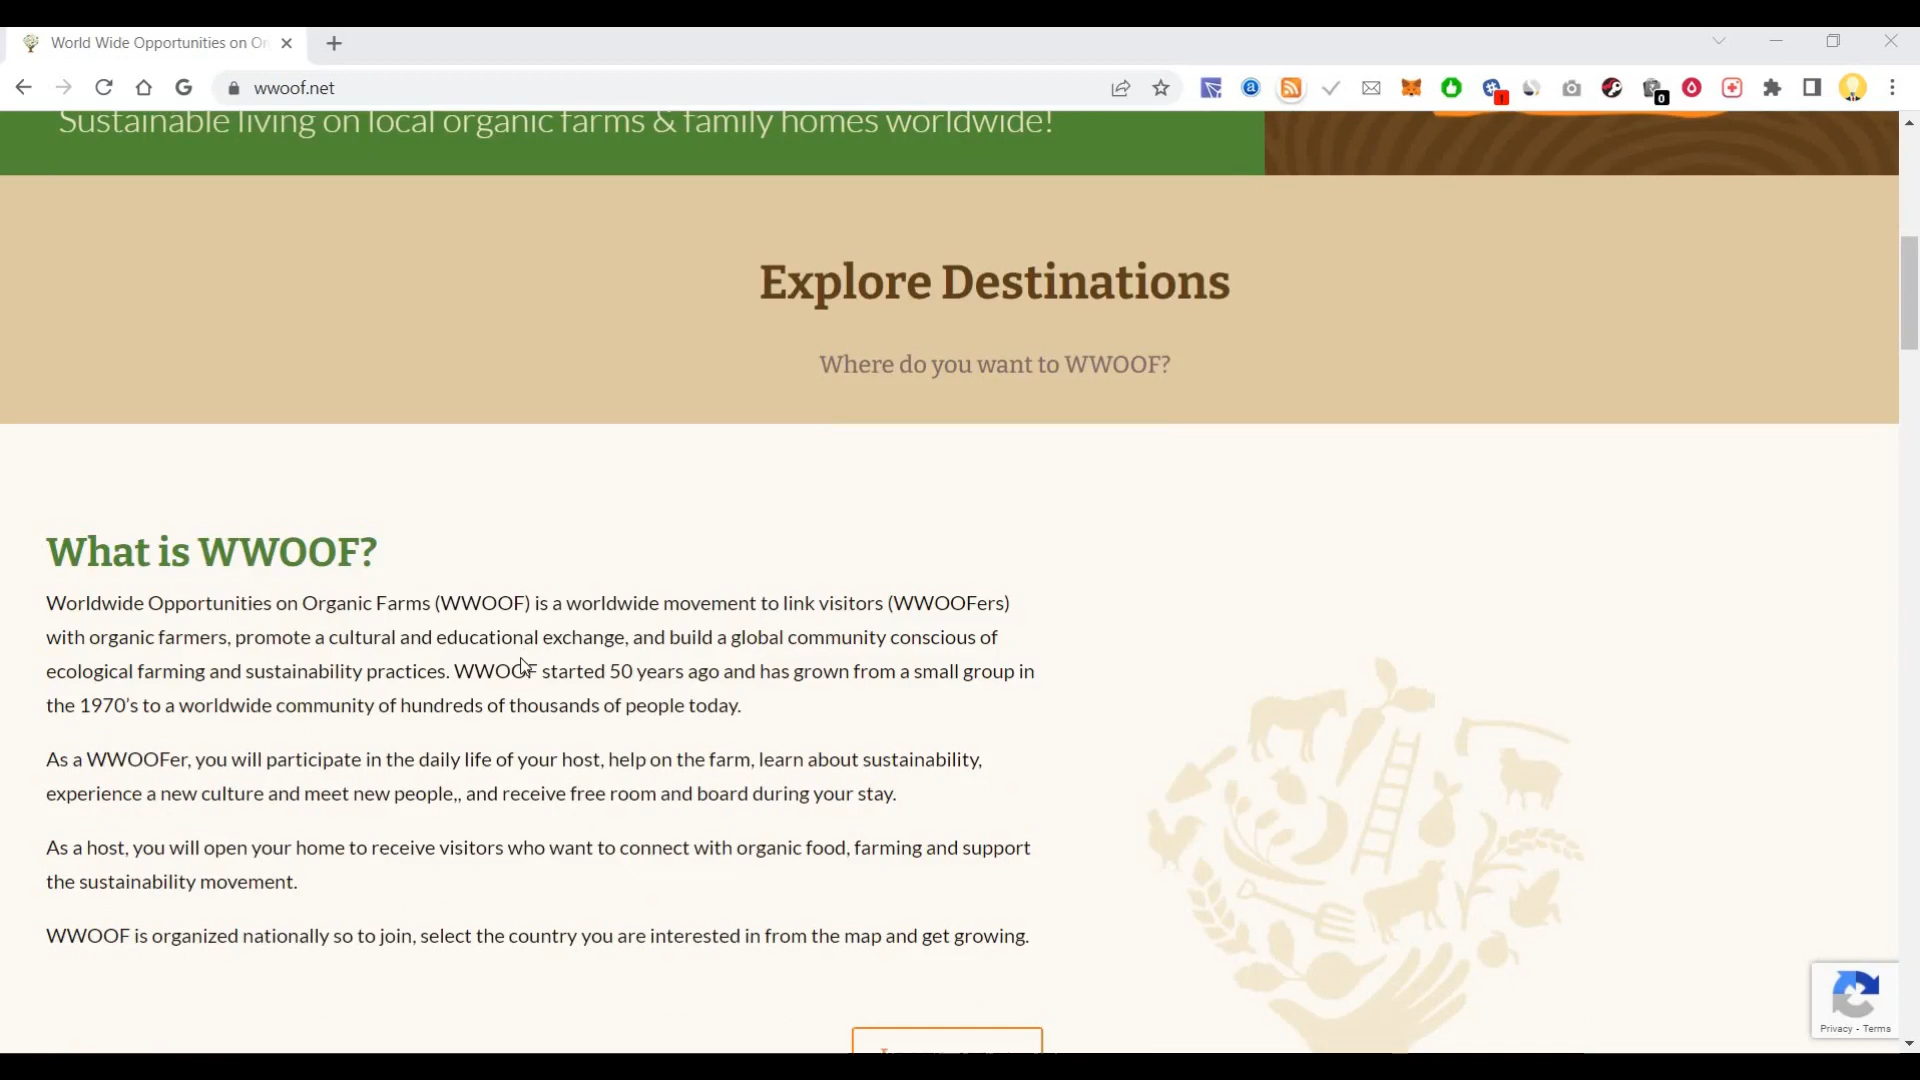 World Wide Opportunities on Or
wwoof.net
Sustainable living on local organic farms & family homes worldwide!
Explore Destinations
Where do you want to WWOOF?
What is WWOOF?
Worldwide Opportunities on Organic Farms (WWOOF) is a worldwide movement to link visitors (WWOOFers)
with organic farmers, promote a cultural and educational exchange, and build a global community conscious of
ecological farming and sustainability practices. WWOOF started 50 years ago and has grown from a small group in
the 1970's to a worldwide community of hundreds of thousands of people today.
As a WWOOFer, you will participate in the daily life of your host, help on the farm, learn about sustainability,
experience a new culture and meet new people,, and receive free room and board during your stay.
As a host, you will open your home to receive visitors who want to connect with organic food, farming and support
the sustainability movement.
WWOOF is organized nationally so to join, select the country you are interested in from the map and get growing.
Privacy - Terms